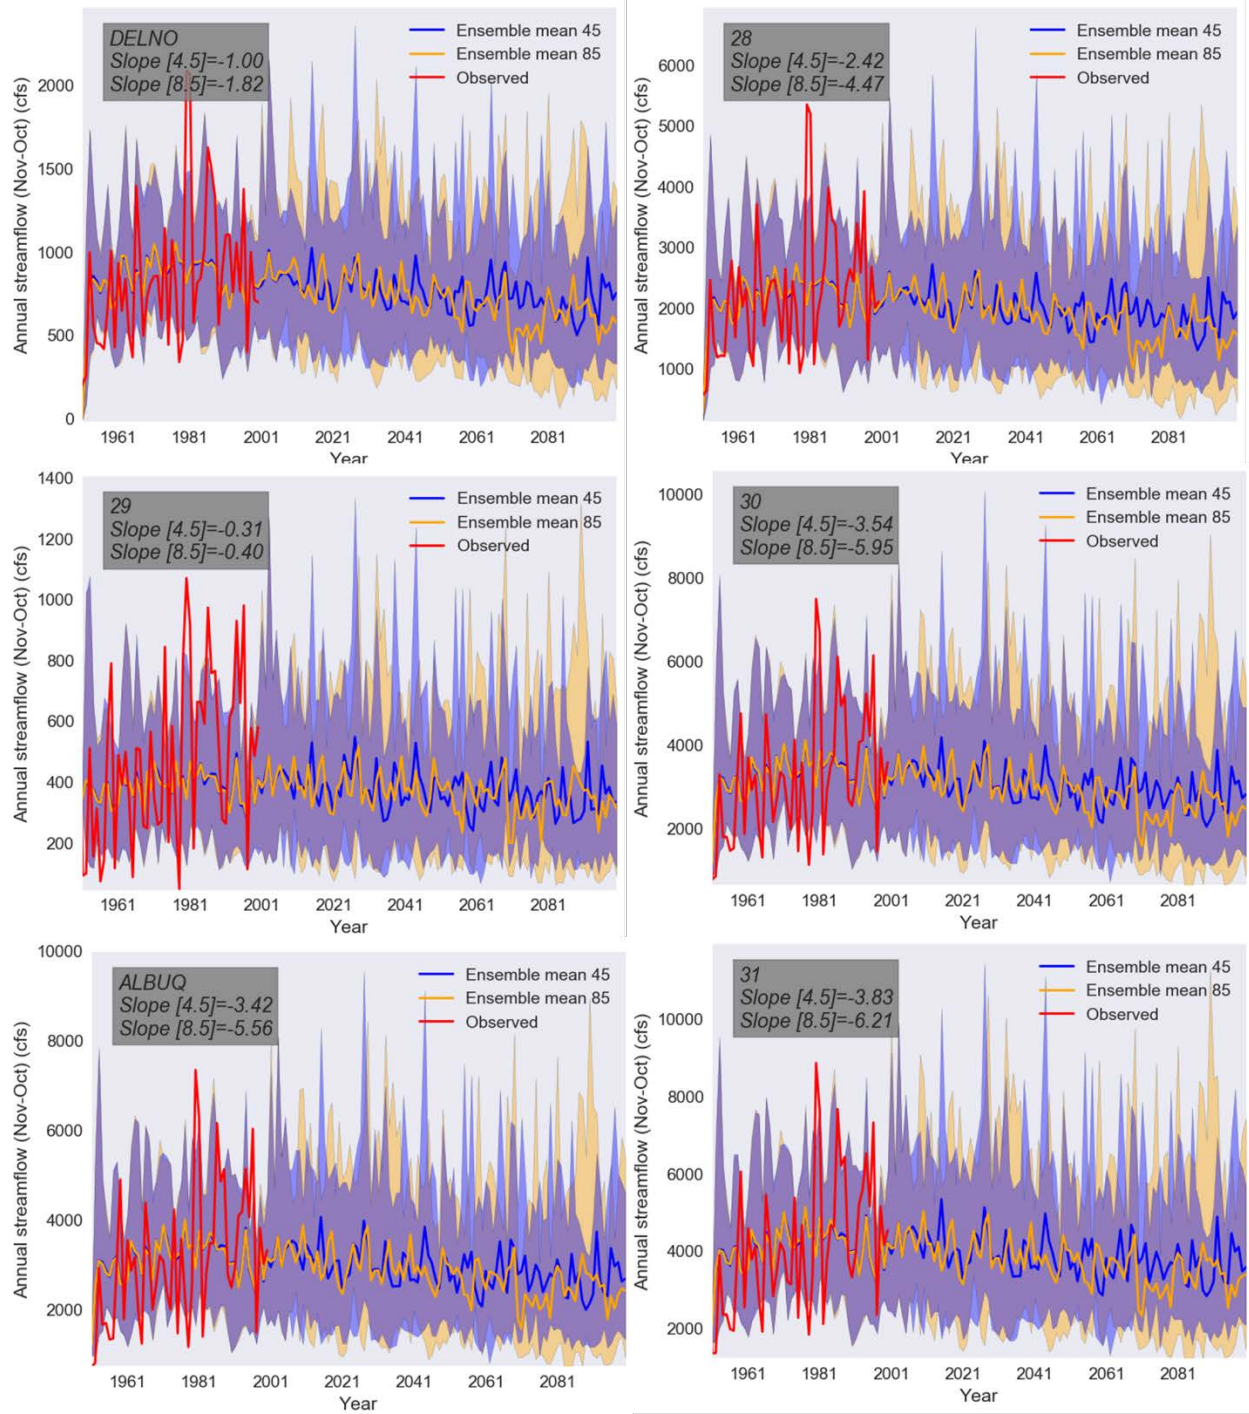 DELNO
Slope [4.5]=-1.00
Slope [8.5]=-1.82
Ensemble mean 45
Ensemble mean 85
Observed
Annual streamflow (Nov-Oct) (cfs)
2000
1500
1000
500
0
1961 1981 2001 2021 2041 2061 2081
Year
28
Slope [4.5]=-2.42
Slope [8.5]=-4.47
Ensemble mean 45
Ensemble mean 85
Observed
Annual streamflow (Nov-Oct) (cfs)
6000
5000
4000
3000
2000
1000
1961 1981 2001 2021 2041 2061 2081
Year
29
Slope [4.5]=-0.31
Slope [8.5]=-0.40
Ensemble mean 45
Ensemble mean 85
Observed
Annual streamflow (Nov-Oct) (cfs)
1400
1200
1000
800
600
400
200
1961 1981 2001 2021 2041 2061 2081
Year
30
Slope [4.5]=-3.54
Slope [8.5]=-5.95
Ensemble mean 45
Ensemble mean 85
Observed
Annual streamflow (Nov-Oct) (cfs)
10000
8000
6000
4000
2000
1961 1981 2001 2021 2041 2061 2081
Year
ALBUQ
Slope [4.5]=-3.42
Slope [8.5]=-5.56
Ensemble mean 45
Ensemble mean 85
Observed
Annual streamflow (Nov-Oct) (cfs)
10000
8000
6000
4000
2000
1961 1981 2001 2021 2041 2061 2081
Year
31
Slope [4.5]=-3.83
Slope [8.5]=-6.21
Ensemble mean 45
Ensemble mean 85
Observed
Annual streamflow (Nov-Oct) (cfs)
10000
8000
6000
4000
2000
1961 1981 2001 2021 2041 2061 2081
Year